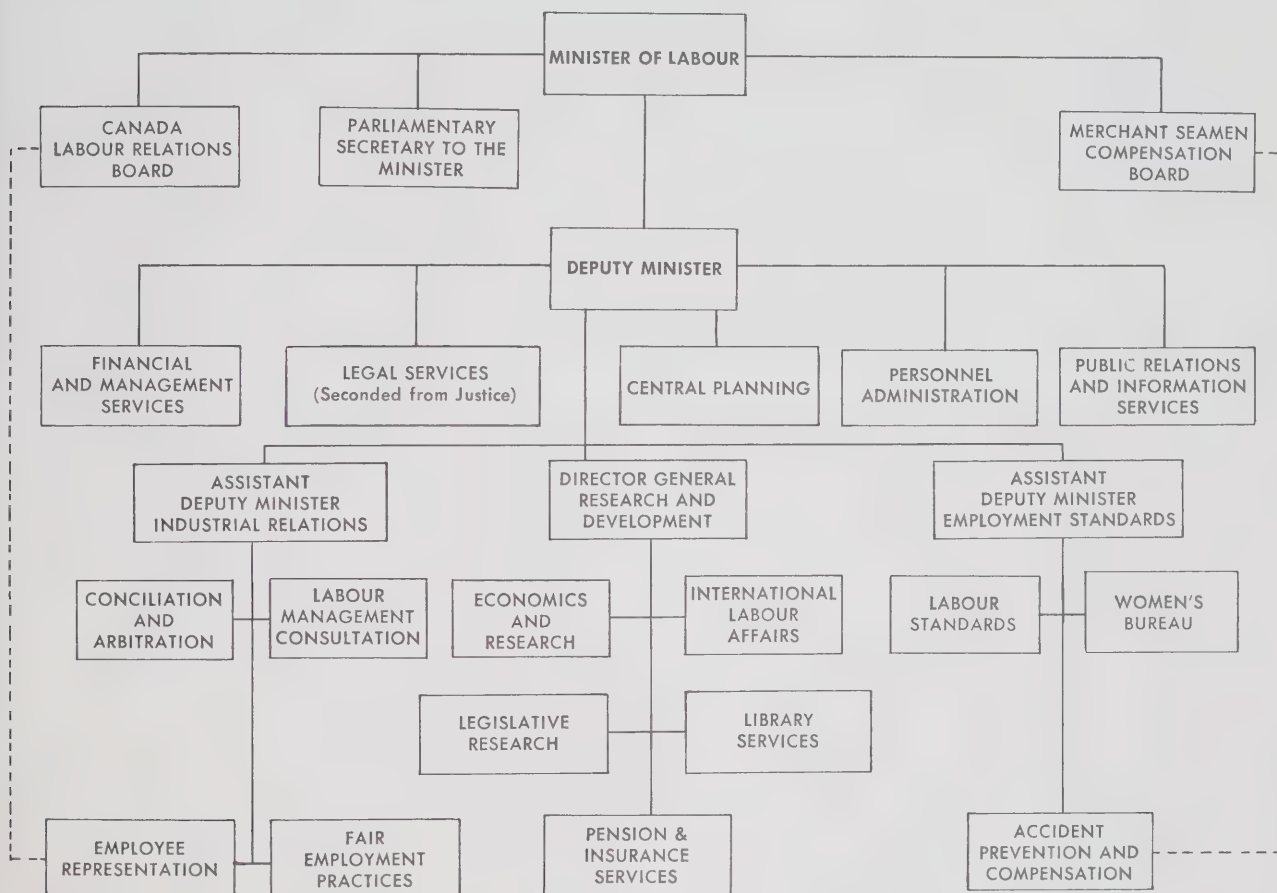 MINISTER OF LABOUR
CANADA
LABOUR RELATIONS
BOARD
PARLIAMENTARY
SECRETARY TO THE
MINISTER
MERCHANT SEAMEN
COMPENSATION
BOARD
DEPUTY MINISTER
FINANCIAL
AND MANAGEMENT
SERVICES
LEGAL SERVICES
(Seconded from Justice)
CENTRAL PLANNING
PERSONNEL
ADMINISTRATION
PUBLIC RELATIONS
AND INFORMATION
SERVICES
ASSISTANT
DEPUTY MINISTER
INDUSTRIAL RELATIONS
DIRECTOR GENERAL
RESEARCH AND
DEVELOPMENT
ASSISTANT
DEPUTY MINISTER
EMPLOYMENT STANDARDS
CONCILIATION
AND
ARBITRATION
LABOUR
MANAGEMENT
CONSULTATION
ECONOMICS
AND
RESEARCH
INTERNATIONAL
LABOUR
AFFAIRS
LABOUR
STANDARDS
WOMEN'S
BUREAU
LEGISLATIVE
RESEARCH
LIBRARY
SERVICES
EMPLOYEE
REPRESENTATION
FAIR
EMPLOYMENT
PRACTICES
PENSION &
INSURANCE
SERVICES
ACCIDENT
PREVENTION AND
COMPENSATION